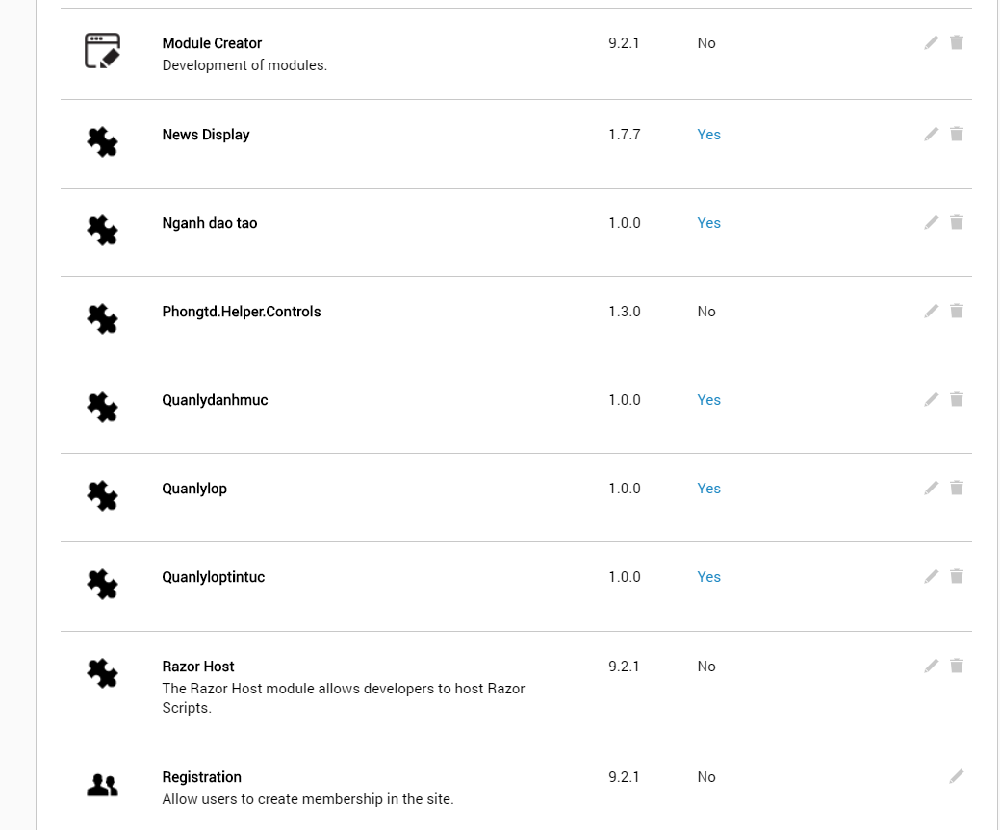 Module Creator 9.2.1 No
Development of modules.
News Display 1.7.7 Yes
Nganh dao tao 1.0.0 Yes
Phongtd.Helper.Controls 1.3.0 No
Quanlydanhmuc 1.0.0 Yes
Quanlylop 1.0.0 Yes
Quanlyloptintuc 1.0.0 Yes
Razor Host 9.2.1 No
The Razor Host module allows developers to host Razor
Scripts.
Registration 9.2.1 No
Allow users to create membership in the site.